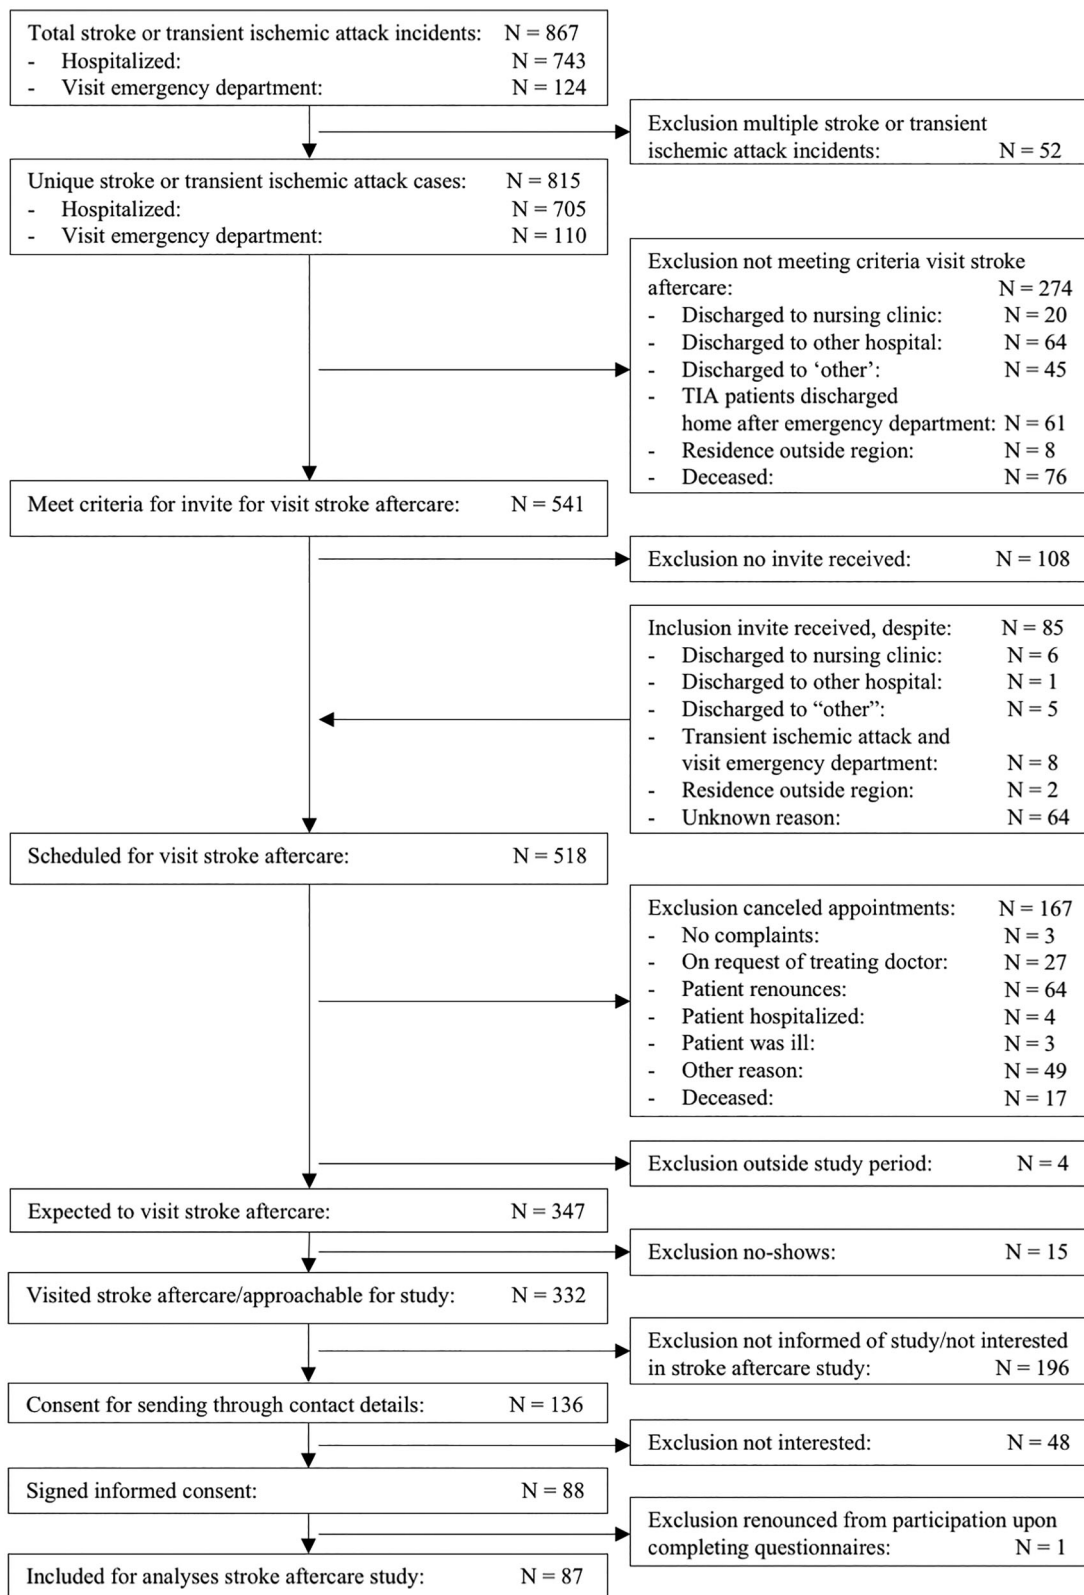 Total stroke or transient ischemic attack incidents: N = 867
- Hospitalized: N = 743
- Visit emergency department: N = 124
Exclusion multiple stroke or transient
ischemic attack incidents: N = 52
Unique stroke or transient ischemic attack cases: N = 815
- Hospitalized: N = 705
- Visit emergency department: N = 110
Exclusion not meeting criteria visit stroke
aftercare: N = 274
- Discharged to nursing clinic: N = 20
- Discharged to other hospital: N = 64
- Discharged to ‘other’: N = 45
- TIA patients discharged
home after emergency department: N = 61
- Residence outside region: N = 8
- Deceased: N = 76
Meet criteria for invite for visit stroke aftercare: N = 541
Exclusion no invite received: N = 108
Inclusion invite received, despite: N = 85
- Discharged to nursing clinic: N = 6
- Discharged to other hospital: N = 1
- Discharged to “other”: N = 5
- Transient ischemic attack and
visit emergency department: N = 8
- Residence outside region: N = 2
- Unknown reason: N = 64
Scheduled for visit stroke aftercare: N = 518
Exclusion canceled appointments: N = 167
- No complaints: N = 3
- On request of treating doctor: N = 27
- Patient renounces: N = 64
- Patient hospitalized: N = 4
- Patient was ill: N = 3
- Other reason: N = 49
- Deceased: N = 17
Exclusion outside study period: N = 4
Expected to visit stroke aftercare: N = 347
Exclusion no-shows: N = 15
Visited stroke aftercare/approachable for study: N = 332
Exclusion not informed of study/not interested
in stroke aftercare study: N = 196
Consent for sending through contact details: N = 136
Exclusion not interested: N = 48
Signed informed consent: N = 88
Exclusion renounced from participation upon
completing questionnaires: N = 1
Included for analyses stroke aftercare study: N = 87